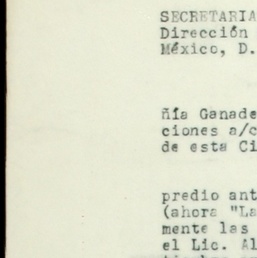 SECRETARIA
Dirección
México, D.
ñía Ganade
ciones a/c
de esta Ci
predio ant
(ahora "La
mente las
el Lic. Al